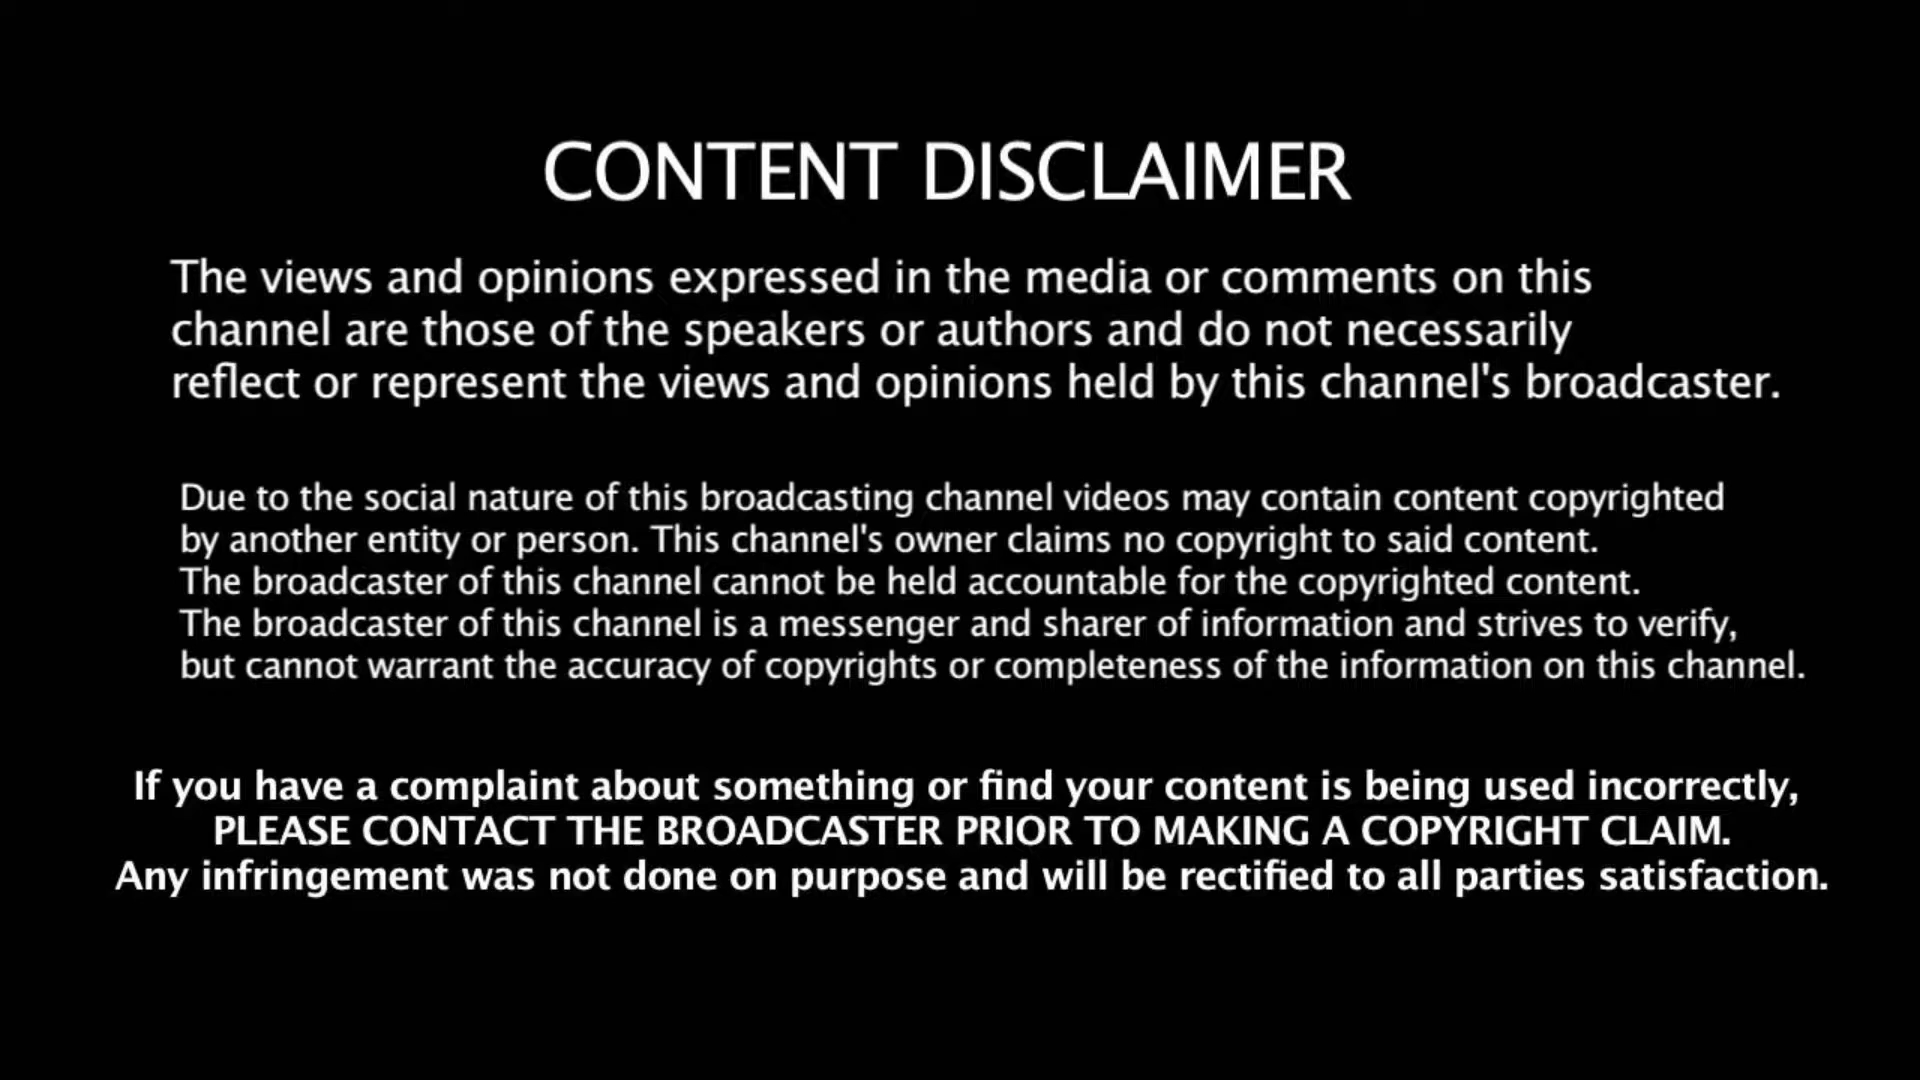 CONTENT DISCLAIMER
The views and opinions expressed in the media or comments on this
channel are those of the speakers or authors and do not necessarily
reflect or represent the views and opinions held by this channel's broadcaster.
Due to the social nature of this broadcasting channel videos may contain content copyrighted
by another entity or person. This channel's owner claims no copyright to said content.
The broadcaster of this channel cannot be held accountable for the copyrighted content.
The broadcaster of this channel is a messenger and sharer of information and strives to verify,
but cannot warrant the accuracy of copyrights or completeness of the information on this channel.
If you have a complaint about something or find your content is being used incorrectly,
PLEASE CONTACT THE BROADCASTER PRIOR TO MAKING A COPYRIGHT CLAIM.
Any infringement was not done on purpose and will be rectified to all parties satisfaction.